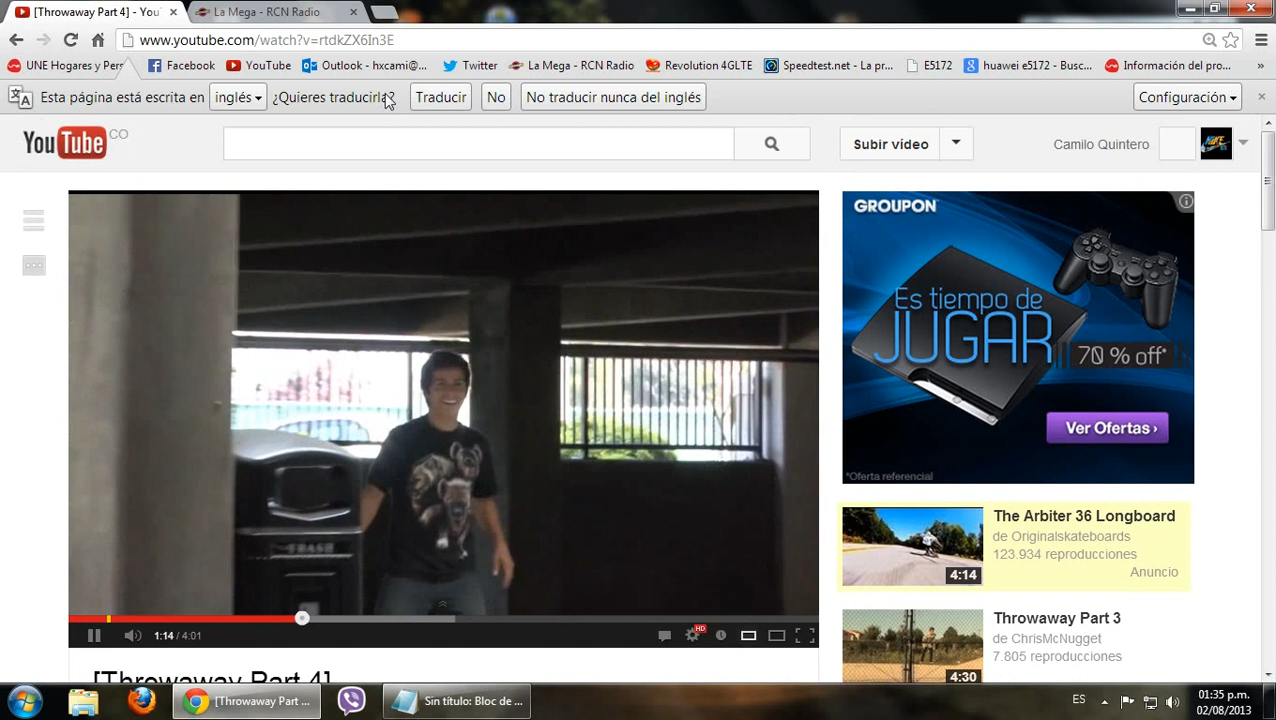 [Throwaway Part 4] - You
La Mega - RCN Radio
www.youtube.com/watch?v=rtdkZX6In3E
UNE Hogares y Pers
Facebook
YouTube
Outlook - hxcami@...
Twitter
La Mega - RCN Radio
Revolution 4GLTE
Speedtest.net - La pr...
E5172
huawei e5172 - Busc...
Información del pro...
Esta página está escrita en
inglés
¿Quieres traducirla?
Traducir
No
No traducir nunca del inglés
Configuración
YouTube CO
Subir vídeo
Camilo Quintero
GROUPON
Es tiempo de
JUGAR
70 % off*
Ver Ofertas ›
*Oferta referencial
TRASH
1:14 / 4:01
HD
[Throwaway Part 4]
The Arbiter 36 Longboard
de Originalskateboards
123.934 reproducciones
Anuncio
4:14
Throwaway Part 3
de ChrisMcNugget
7.805 reproducciones
4:30
[Throwaway Part ...
Sin título: Bloc de ...
ES
01:35 p.m.
02/08/2013